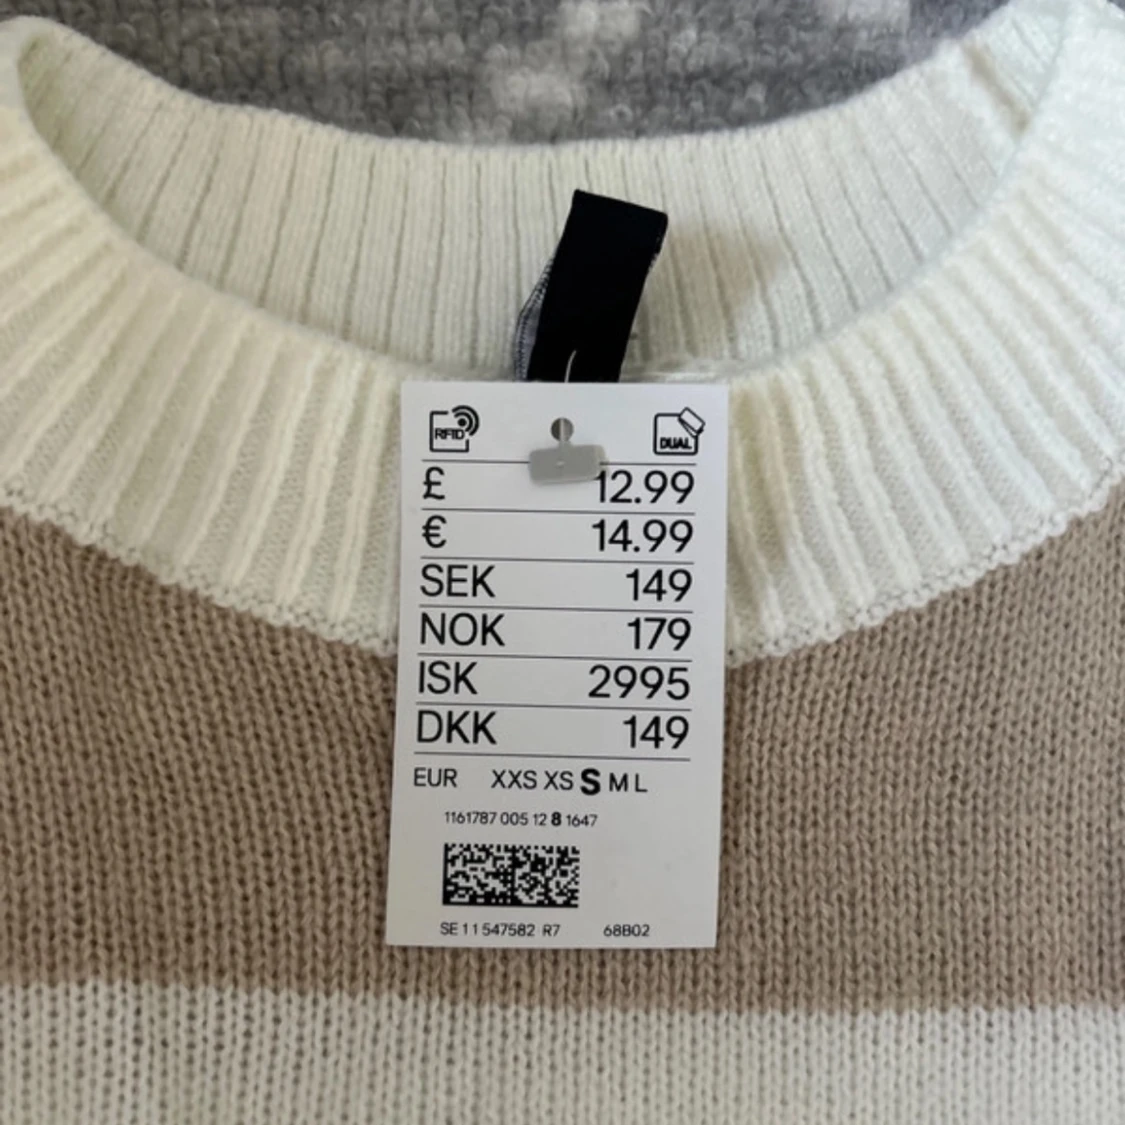 RFID DUAL
£ 12.99
€ 14.99
SEK 149
NOK 179
ISK 2995
DKK 149
EUR XXS XS S M L
1161787 005 12 8 1647
SE 11 547582 R7 68B02